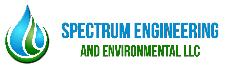 SPECTRUM ENGINEERING
AND ENVIRONMENTAL LLC